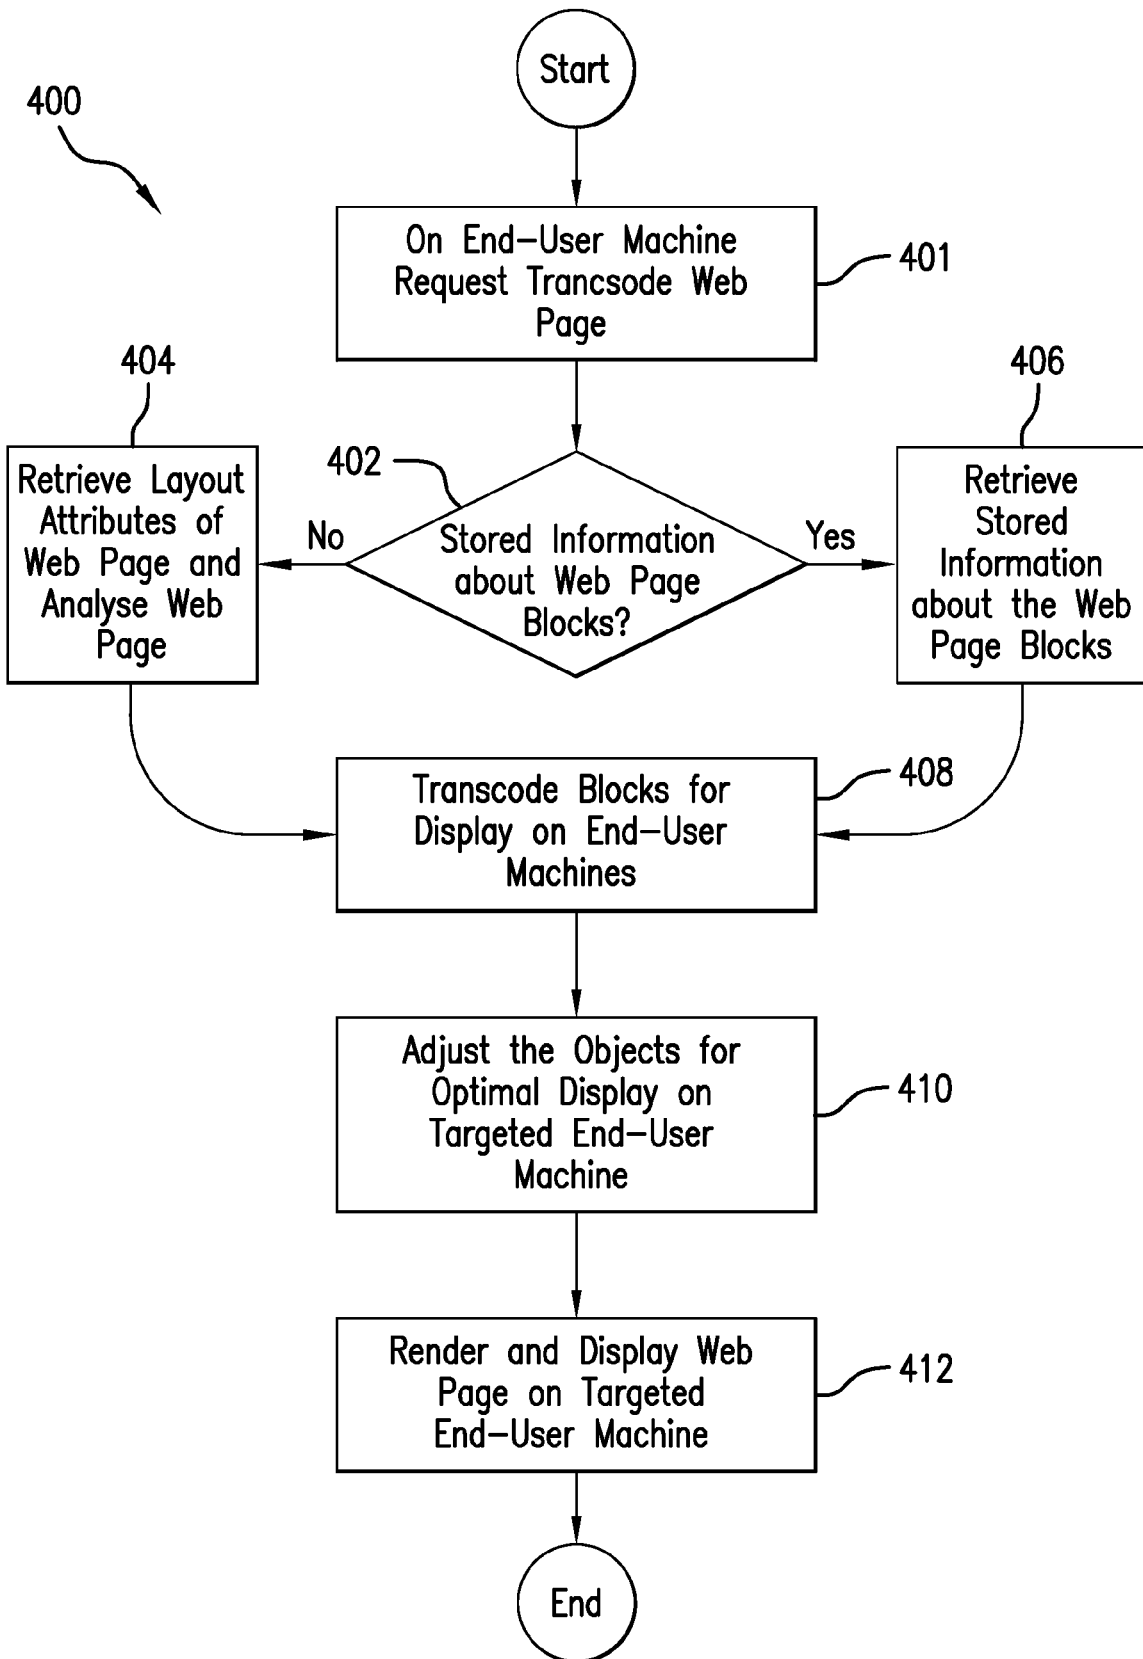 Start
400
On End-User Machine
Request Trancsode Web
Page
401
404
406
402
Retrieve Layout
Attributes of
Web Page and
Analyse Web
Page
No
Stored Information
about Web Page
Blocks?
Yes
Retrieve
Stored
Information
about the Web
Page Blocks
Transcode Blocks for
Display on End-User
Machines
408
Adjust the Objects for
Optimal Display on
Targeted End-User
Machine
410
Render and Display Web
Page on Targeted
End-User Machine
412
End